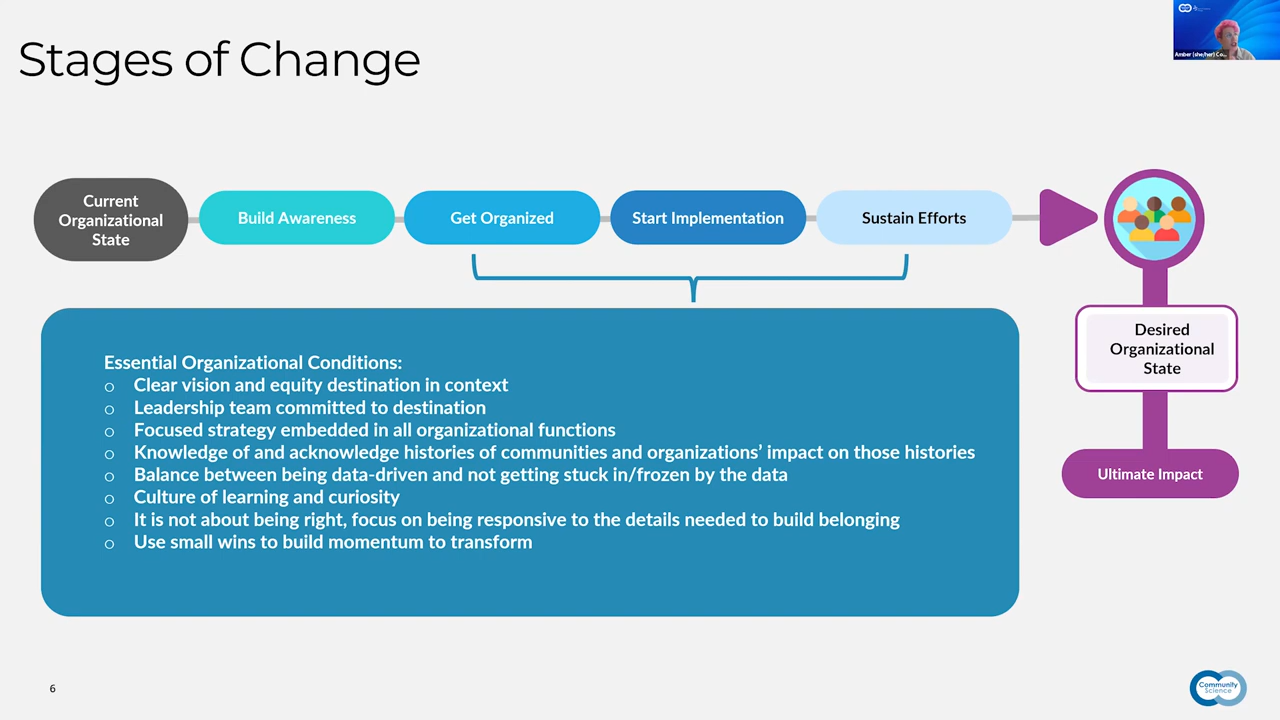 Stages of Change
Amber (she/her) Co...
Current
Organizational
State
Build Awareness
Get Organized
Start Implementation
Sustain Efforts
Essential Organizational Conditions:
o Clear vision and equity destination in context
o Leadership team committed to destination
o Focused strategy embedded in all organizational functions
o Knowledge of and acknowledge histories of communities and organizations’ impact on those histories
o Balance between being data-driven and not getting stuck in/frozen by the data
o Culture of learning and curiosity
o It is not about being right, focus on being responsive to the details needed to build belonging
o Use small wins to build momentum to transform
Desired
Organizational
State
Ultimate Impact
6
Community
Science